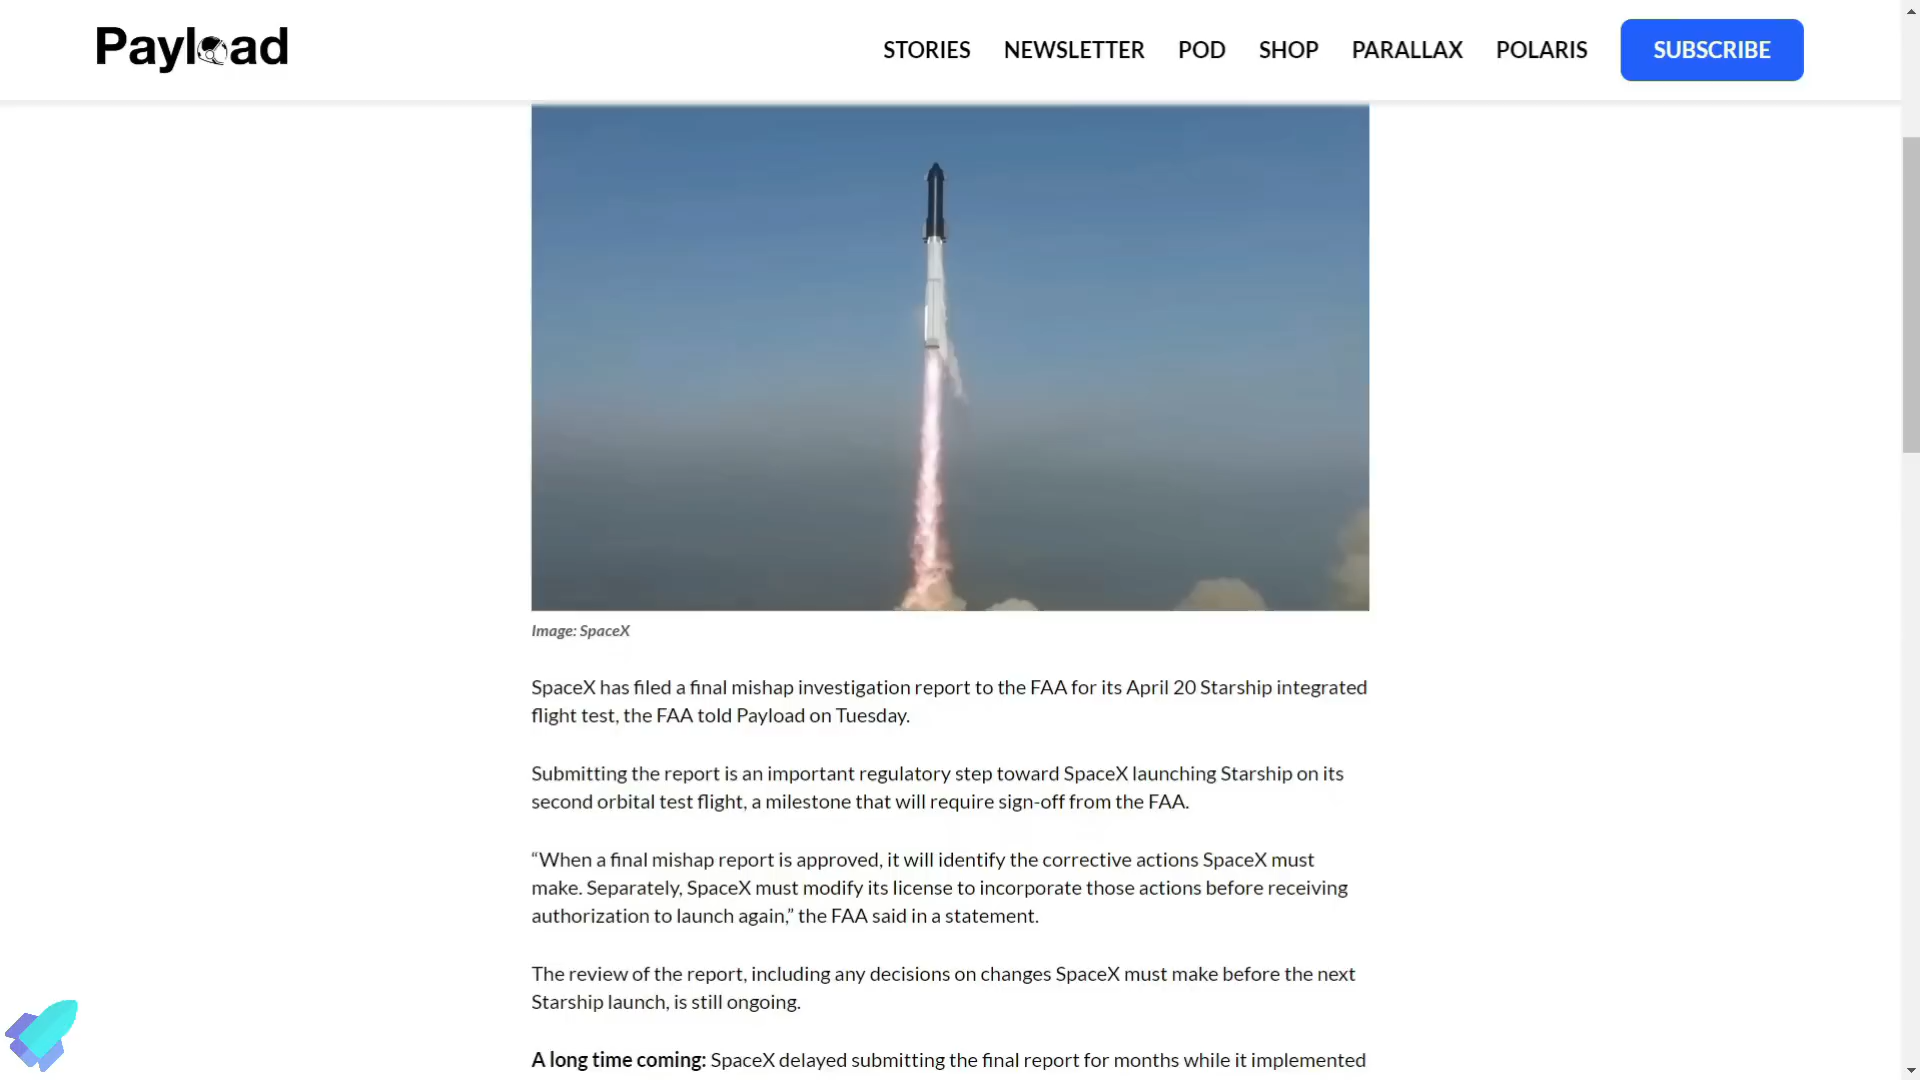 Payload
STORIES NEWSLETTER POD SHOP PARALLAX POLARIS SUBSCRIBE
Image: SpaceX
SpaceX has filed a final mishap investigation report to the FAA for its April 20 Starship integrated
flight test, the FAA told Payload on Tuesday.
Submitting the report is an important regulatory step toward SpaceX launching Starship on its
second orbital test flight, a milestone that will require sign-off from the FAA.
“When a final mishap report is approved, it will identify the corrective actions SpaceX must
make. Separately, SpaceX must modify its license to incorporate those actions before receiving
authorization to launch again,” the FAA said in a statement.
The review of the report, including any decisions on changes SpaceX must make before the next
Starship launch, is still ongoing.
A long time coming: SpaceX delayed submitting the final report for months while it implemented